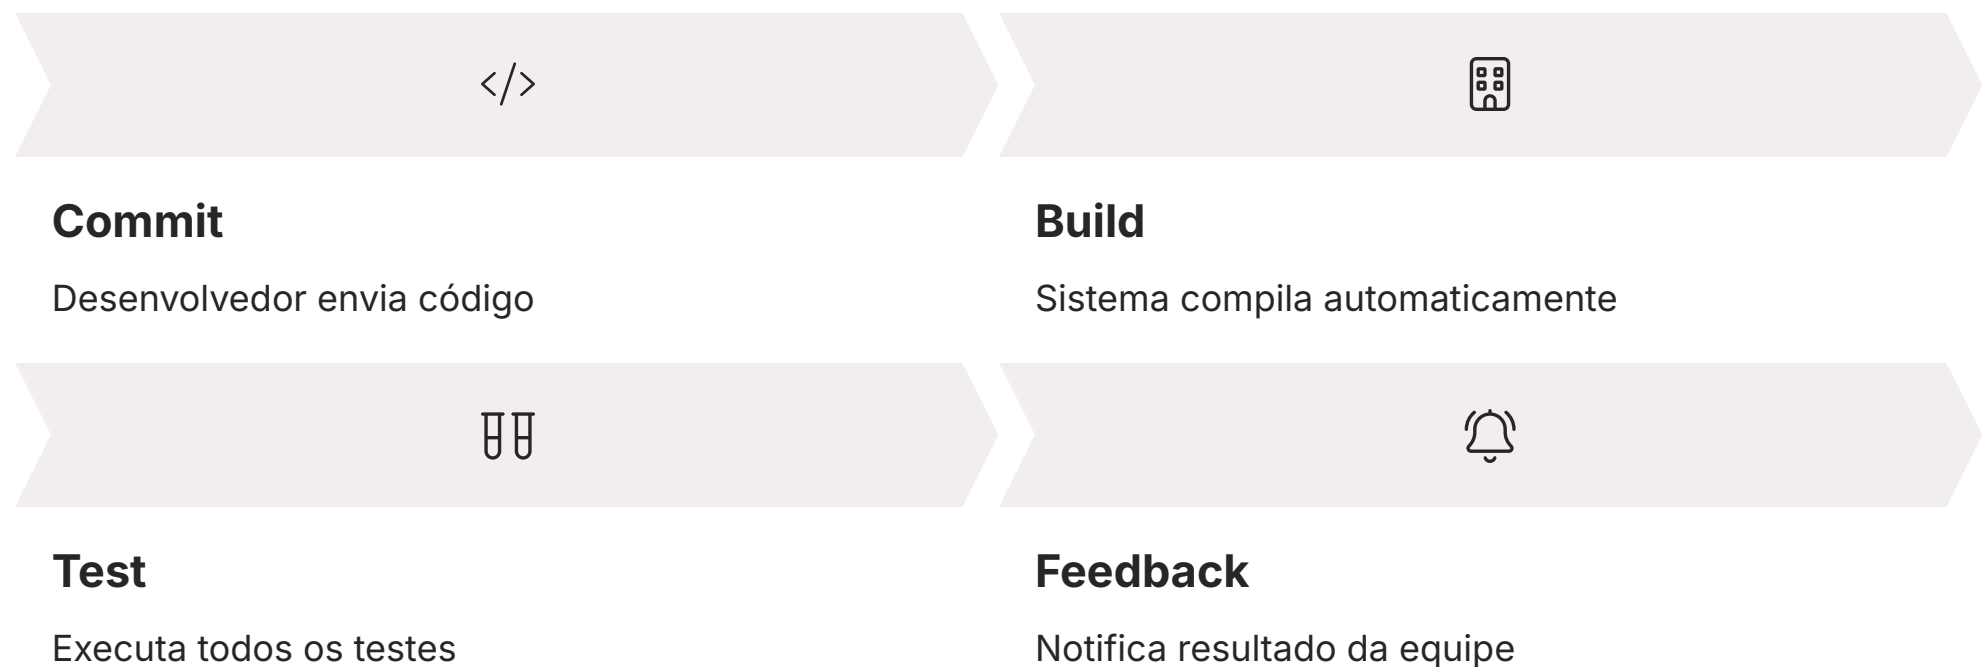 Commit
Desenvolvedor envia código
Build
Sistema compila automaticamente
Test
Executa todos os testes
Feedback
Notifica resultado da equipe